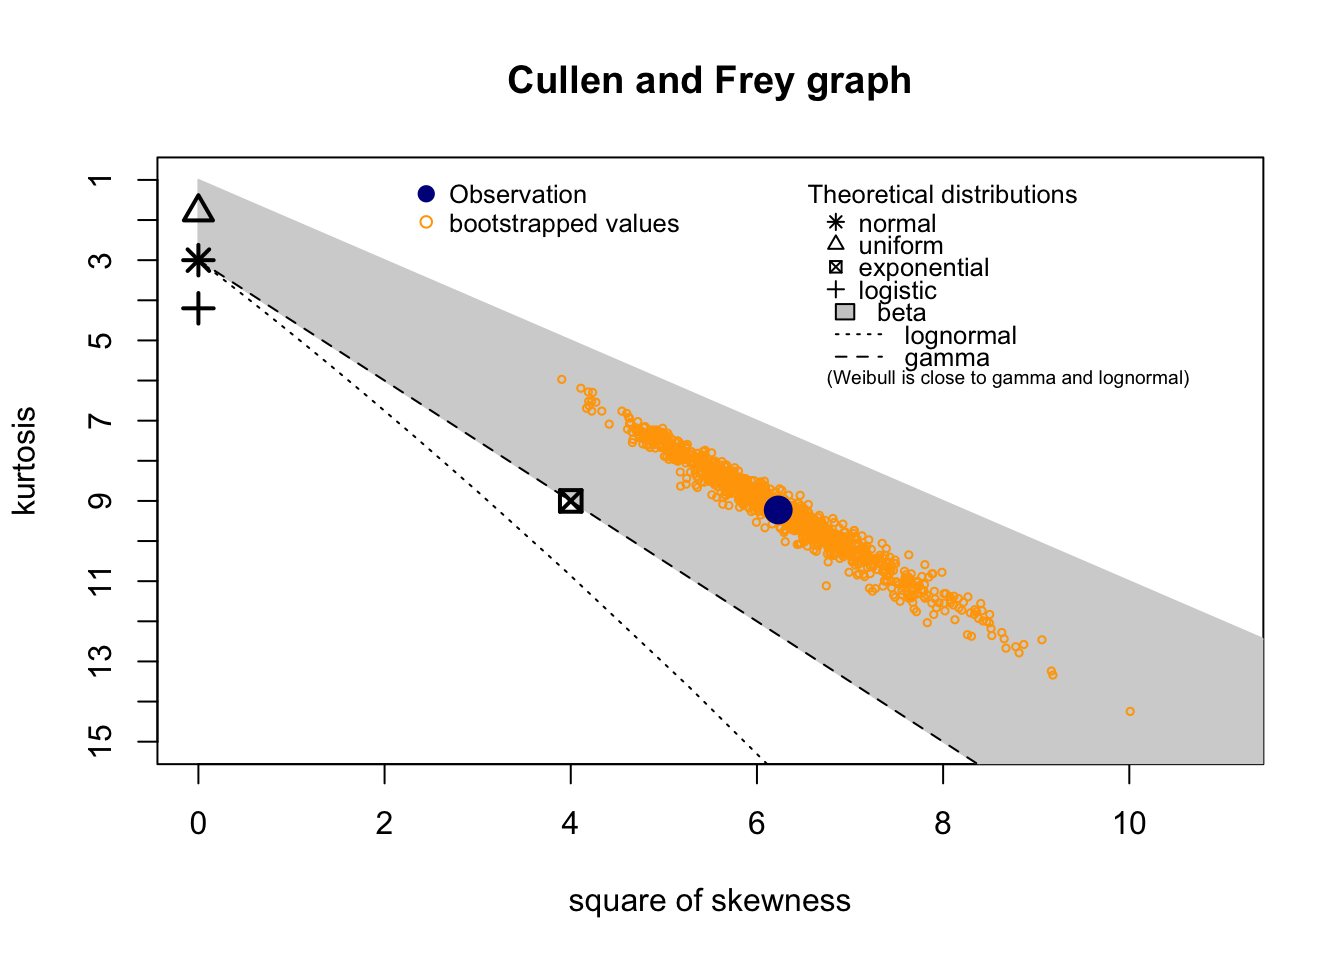 Cullen and Frey graph
Observation
bootstrapped values
Theoretical distributions
normal
uniform
exponential
logistic
beta
lognormal
gamma
(Weibull is close to gamma and lognormal)
kurtosis
1
3
5
7
9
11
13
15
0 2 4 6 8 10
square of skewness